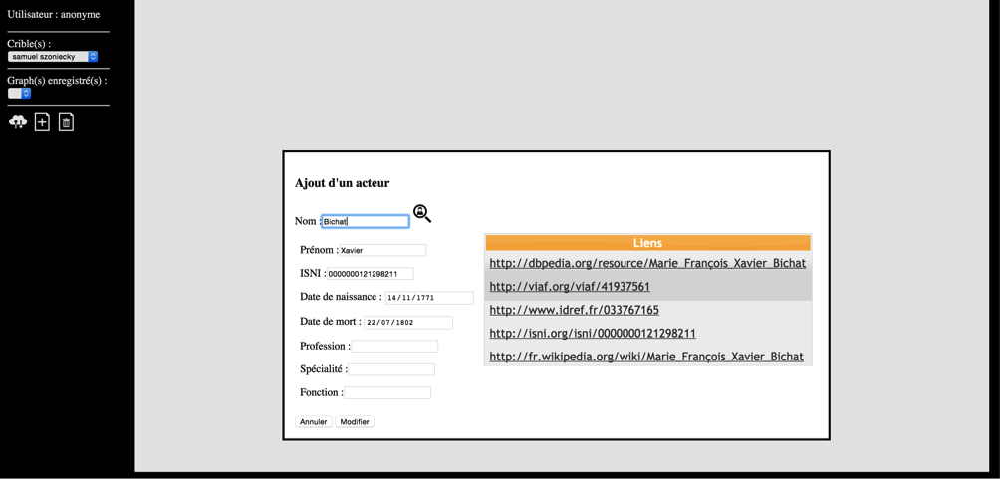 Utilisateur : anonyme
Crible(s) :
samuel szoniecky
Graph(s) enregistré(s) :
Ajout d'un acteur
Nom : Bichat
Prénom : Xavier
ISNI : 0000000121298211
Date de naissance : 14/11/1771
Date de mort : 22/07/1802
Profession :
Spécialité :
Fonction :
Annuler Modifier
Liens
http://dbpedia.org/resource/Marie_François_Xavier_Bichat
http://viaf.org/viaf/41937561
http://www.idref.fr/033767165
http://isni.org/isni/0000000121298211
http://fr.wikipedia.org/wiki/Marie_François_Xavier_Bichat